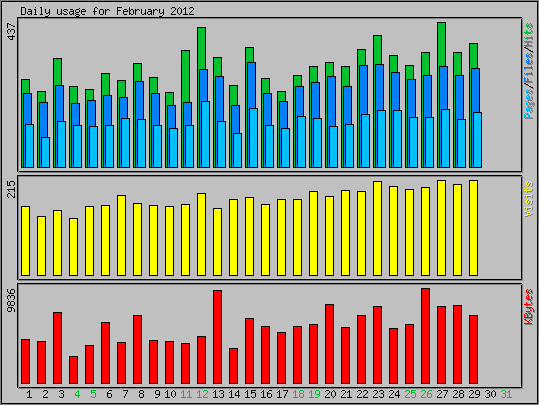 Daily usage for February 2012
437
Pages/Files/Hits
215
Visits
9836
KBytes
1 2 3 4 5 6 7 8 9 10 11 12 13 14 15 16 17 18 19 20 21 22 23 24 25 26 27 28 29 30 31